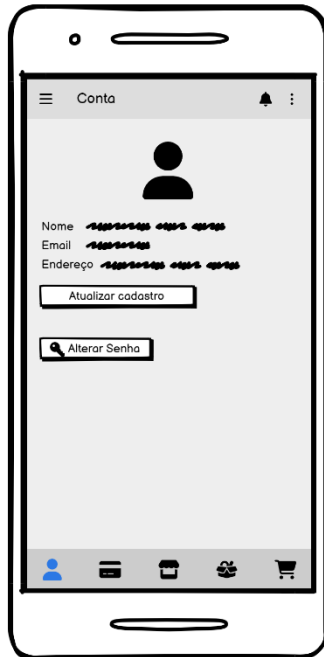 Conta
Nome
Email
Endereço
Atualizar cadastro
Alterar Senha